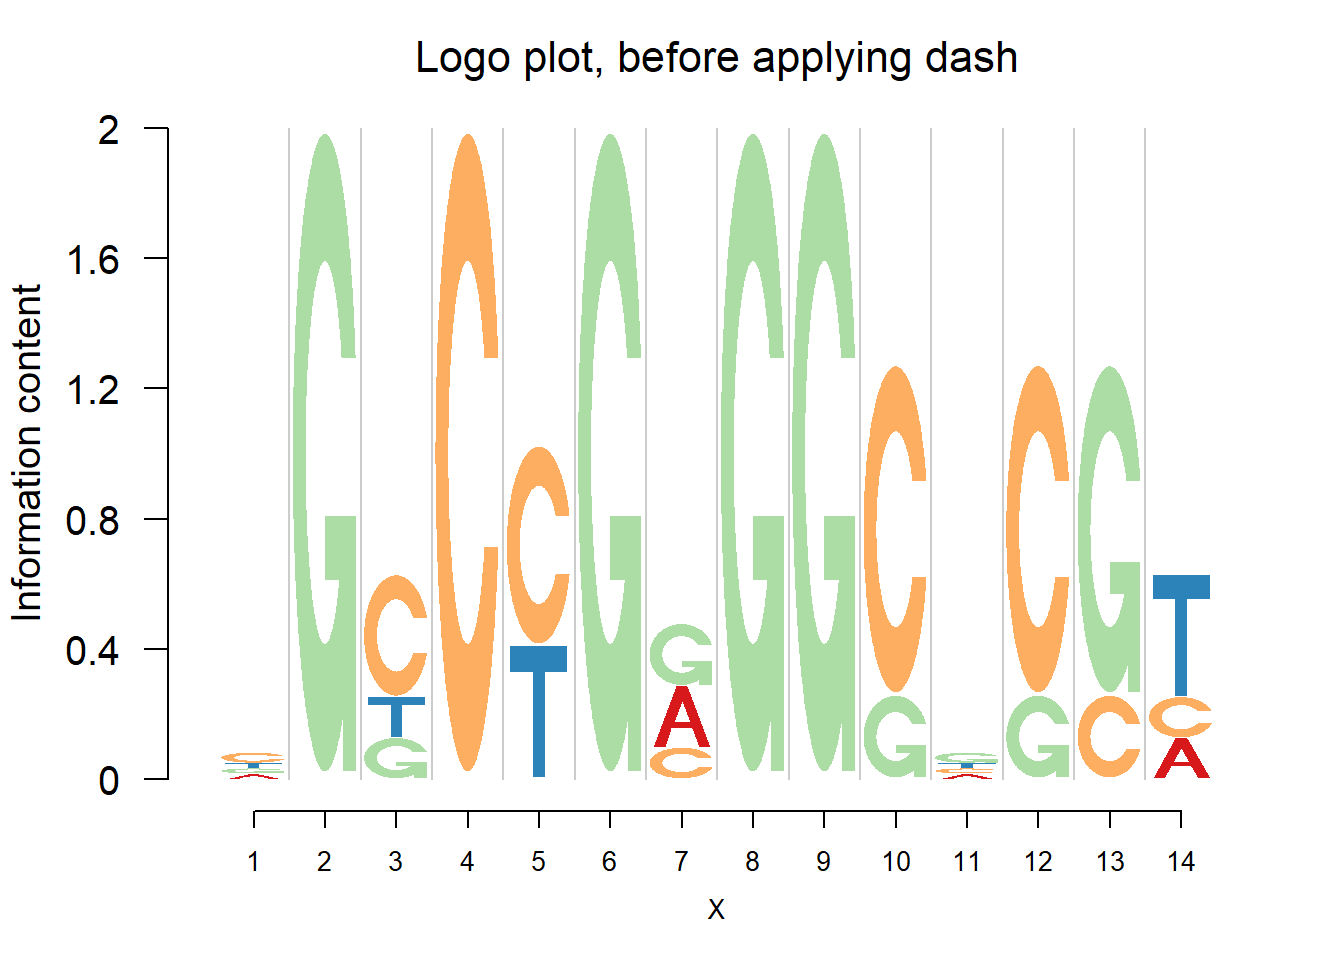 Logo plot, before applying dash
Information content
2
1.6
1.2
0.8
0.4
0
C T G A
G
C T G
C
C T
G
G A C
G
G
C G
G T C A
C G
G C
T C A
1 2 3 4 5 6 7 8 9 10 11 12 13 14
X